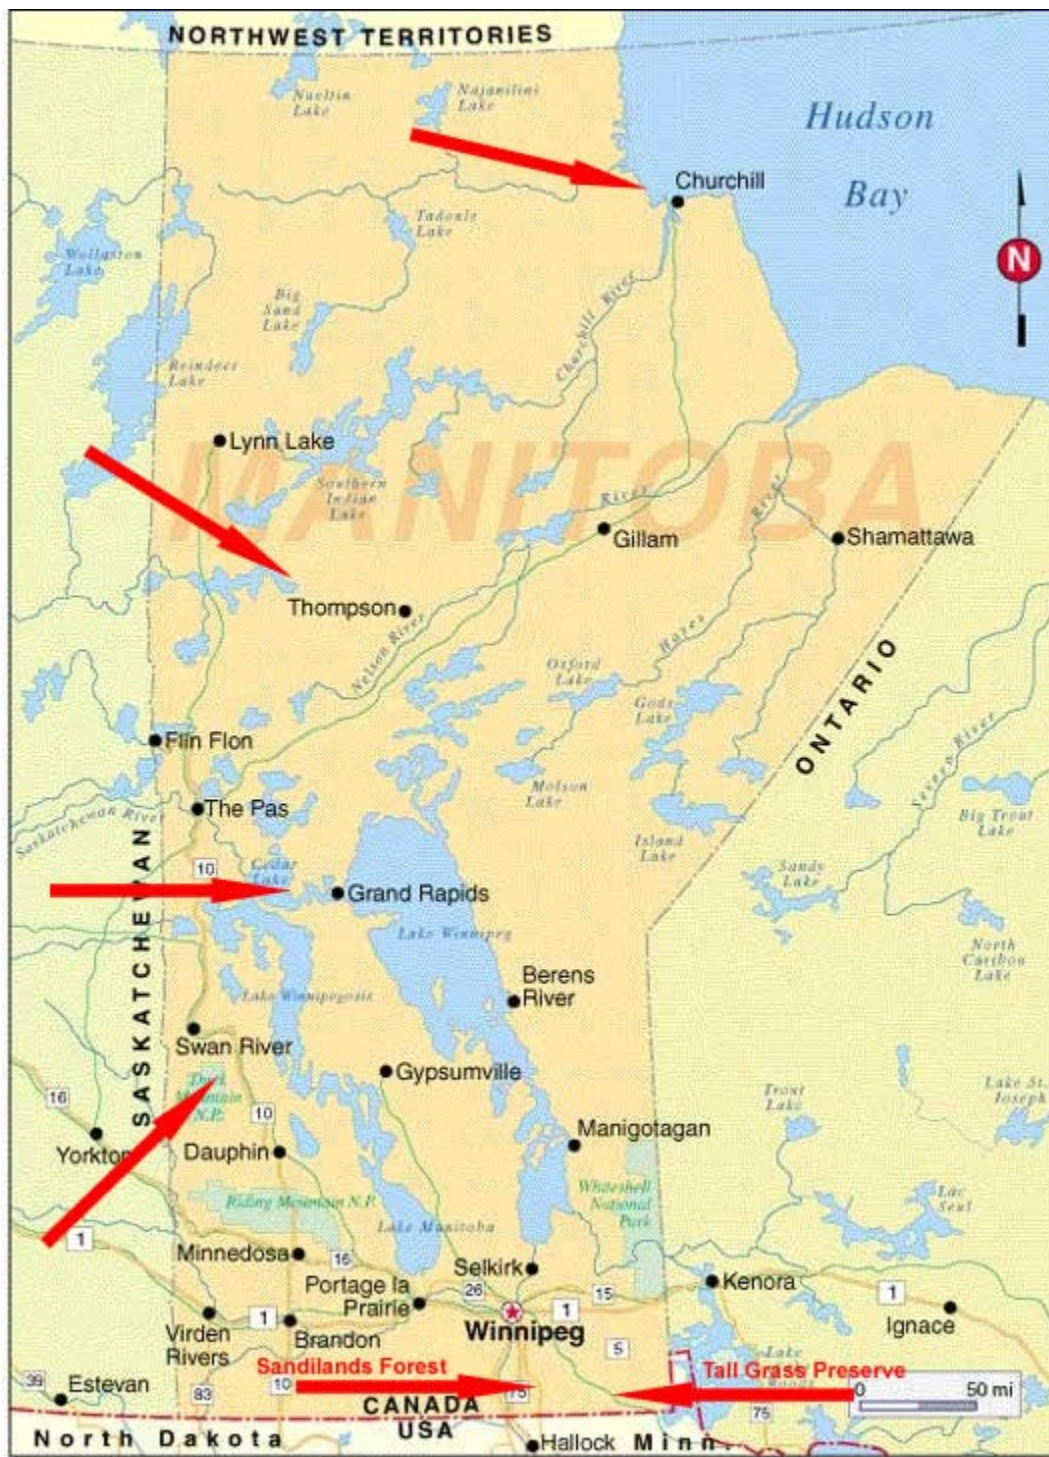 NORTHWEST TERRITORIES
Nueltin
Lake
Najanilini
Lake
Hudson
Bay
Churchill
N
Tadoule
Lake
Wollaston
Lake
Big
Sand
Lake
Churchill River
Reindeer
Lake
Lynn Lake
MANITOBA
Southern
Indian
Lake
River
River
Gillam
Shamattawa
Thompson
Nelson River
Hayes
Oxford
Lake
Gods
Lake
ONTARIO
Flin Flon
Severn River
Molson
Lake
The Pas
Saskatchewan River
Big Trout
Lake
Island
Lake
10
Cedar
Lake
Sandy
Lake
SASKATCHEWAN
Grand Rapids
Lake Winnipeg
North
Caribou
Lake
Berens
River
Lake Winnipegosis
Swan River
Gypsumville
Duck
Mountain
N.P.
16
10
Trout
Lake
Lake St.
Joseph
Manigotagan
Yorkton
Dauphin
Riding Mountain N.P.
Whiteshell
National
Park
Lac
Seul
Lake Manitoba
1
Minnedosa
16
Selkirk
Portage la
Prairie
26
15
Kenora
1
1
1
Virden
Rivers
Brandon
Winnipeg
Ignace
5
Sandilands Forest
Tall Grass Preserve
Lake
Woods
39
Estevan
83
10
75
0 50 mi
CANADA
75
USA
North Dakota
Hallock
Minn.